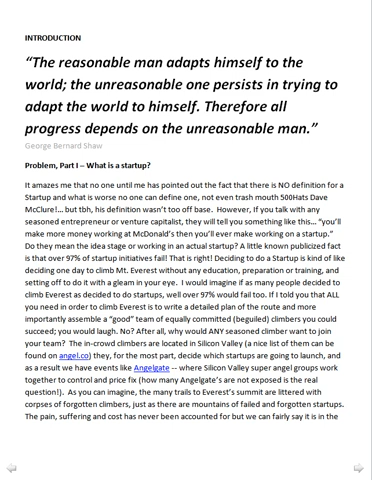 INTRODUCTION
“The reasonable man adapts himself to the
world; the unreasonable one persists in trying to
adapt the world to himself. Therefore all
progress depends on the unreasonable man.”
George Bernard Shaw
Problem, Part I – What is a startup?
It amazes me that no one until me has pointed out the fact that there is NO definition for a
Startup and what is worse no one can define one, not even trash mouth 500Hats Dave
McClure!... but tbh, his definition wasn't too off base.  However, If you talk with any
seasoned entrepreneur or venture capitalist, they will tell you something like this… “you'll
make more money working at McDonald's then you'll ever make working on a startup.”
Do they mean the idea stage or working in an actual startup? A little known publicized fact
is that over 97% of startup initiatives fail! That is right! Deciding to do a Startup is kind of like
deciding one day to climb Mt. Everest without any education, preparation or training, and
setting off to do it with a gleam in your eye.  I would imagine if as many people decided to
climb Everest as decided to do startups, well over 97% would fail too. If I told you that ALL
you need in order to climb Everest is to write a detailed plan of the route and more
importantly assemble a “good” team of equally committed (beguiled) climbers you could
succeed; you would laugh. No? After all, why would ANY seasoned climber want to join
your team?  The in-crowd climbers are located in Silicon Valley (a nice list of them can be
found on angel.co) they, for the most part, decide which startups are going to launch, and
as a result we have events like Angelgate -- where Silicon Valley super angel groups work
together to control and price fix (how many Angelgate's are not exposed is the real
question!).  As you can imagine, the many trails to Everest's summit are littered with
corpses of forgotten climbers, just as there are mountains of failed and forgotten startups.
The pain, suffering and cost has never been accounted for but we can fairly say it is in the